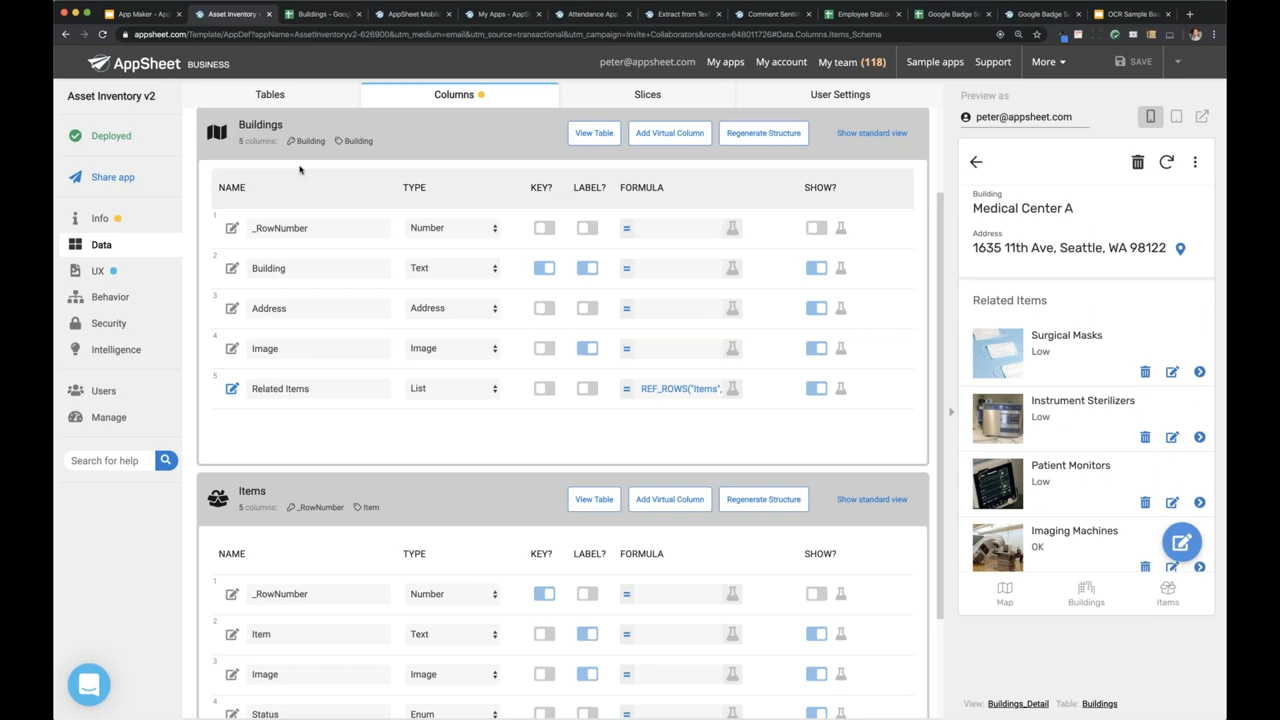 App Maker - App
Asset Inventory v2
Buildings - Goog
AppSheet Mobile
My Apps - AppSh
Attendance App
Extract from Tex
Comment Senti
Employee Status
Google Badge S
Google Badge S
OCR Sample Bad
appsheet.com/Template/AppDef?appName=AssetInventoryv2-626900&utm_medium=email&utm_source=transactional&utm_campaign=Invite+Collaborators&nonce=648011726#Data.Columns.Items_Schema
AppSheet BUSINESS
peter@appsheet.com My apps My account My team (118) Sample apps Support More SAVE
Asset Inventory v2
Deployed
Share app
Info
Data
UX
Behavior
Security
Intelligence
Users
Manage
Search for help
Tables Columns Slices User Settings
Buildings
5 columns: Building Building
View Table Add Virtual Column Regenerate Structure Show standard view
NAME TYPE KEY? LABEL? FORMULA SHOW?
1 _RowNumber Number =
2 Building Text =
3 Address Address =
4 Image Image =
5 Related Items List = REF_ROWS("Items",
Items
5 columns: _RowNumber Item
View Table Add Virtual Column Regenerate Structure Show standard view
NAME TYPE KEY? LABEL? FORMULA SHOW?
1 _RowNumber Number =
2 Item Text =
3 Image Image =
4 Status Enum =
Preview as
peter@appsheet.com
Building
Medical Center A
Address
1635 11th Ave, Seattle, WA 98122
Related Items
Surgical Masks
Low
Instrument Sterilizers
Low
Patient Monitors
Low
Imaging Machines
OK
Map Buildings Items
View: Buildings_Detail Table: Buildings